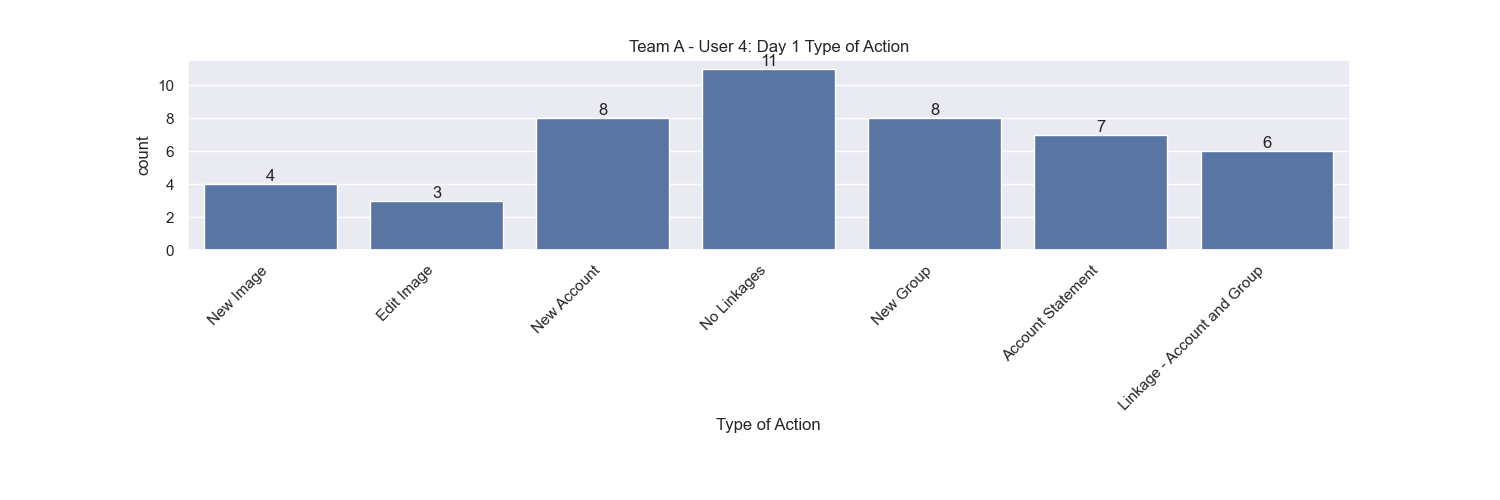 Team A - User 4: Day 1 Type of Action
count
10
8
6
4
2
0
4
3
8
11
8
7
6
New Image
Edit Image
New Account
No Linkages
New Group
Account Statement
Linkage - Account and Group
Type of Action